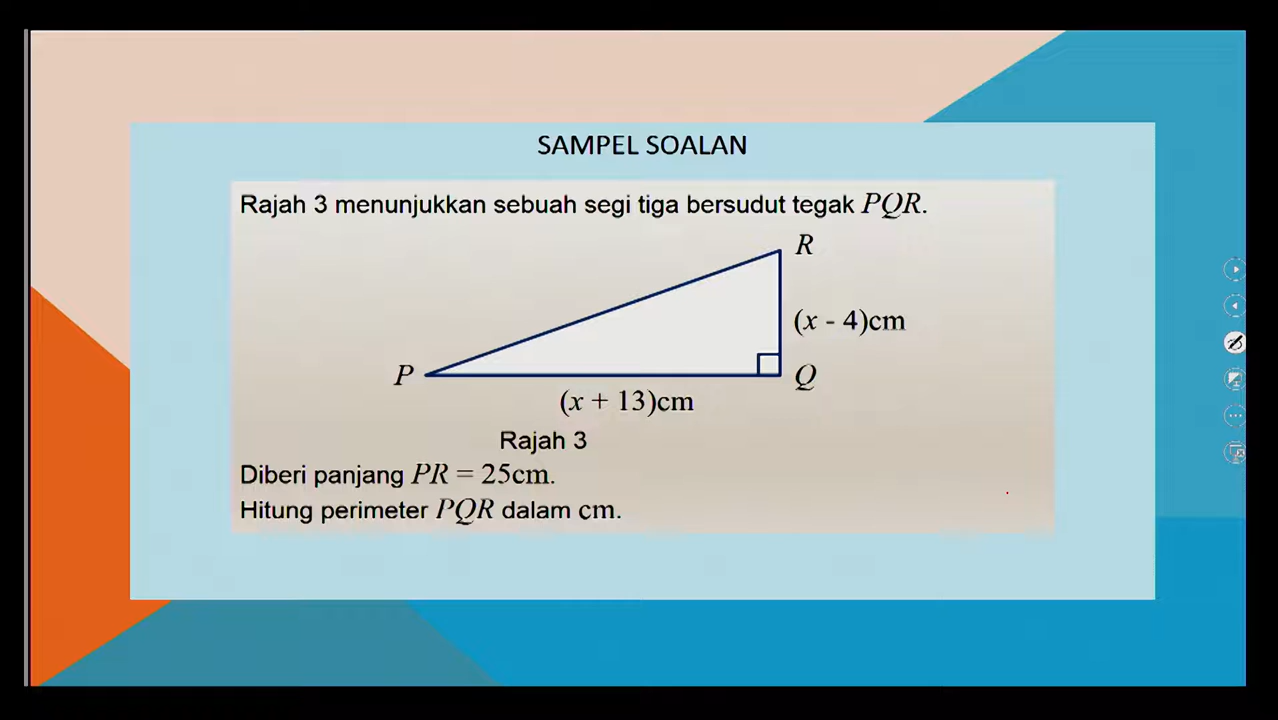 SAMPEL SOALAN
Rajah 3 menunjukkan sebuah segi tiga bersudut tegak PQR.
R
(x - 4)cm
P
Q
(x + 13)cm
Rajah 3
Diberi panjang PR = 25cm.
Hitung perimeter PQR dalam cm.